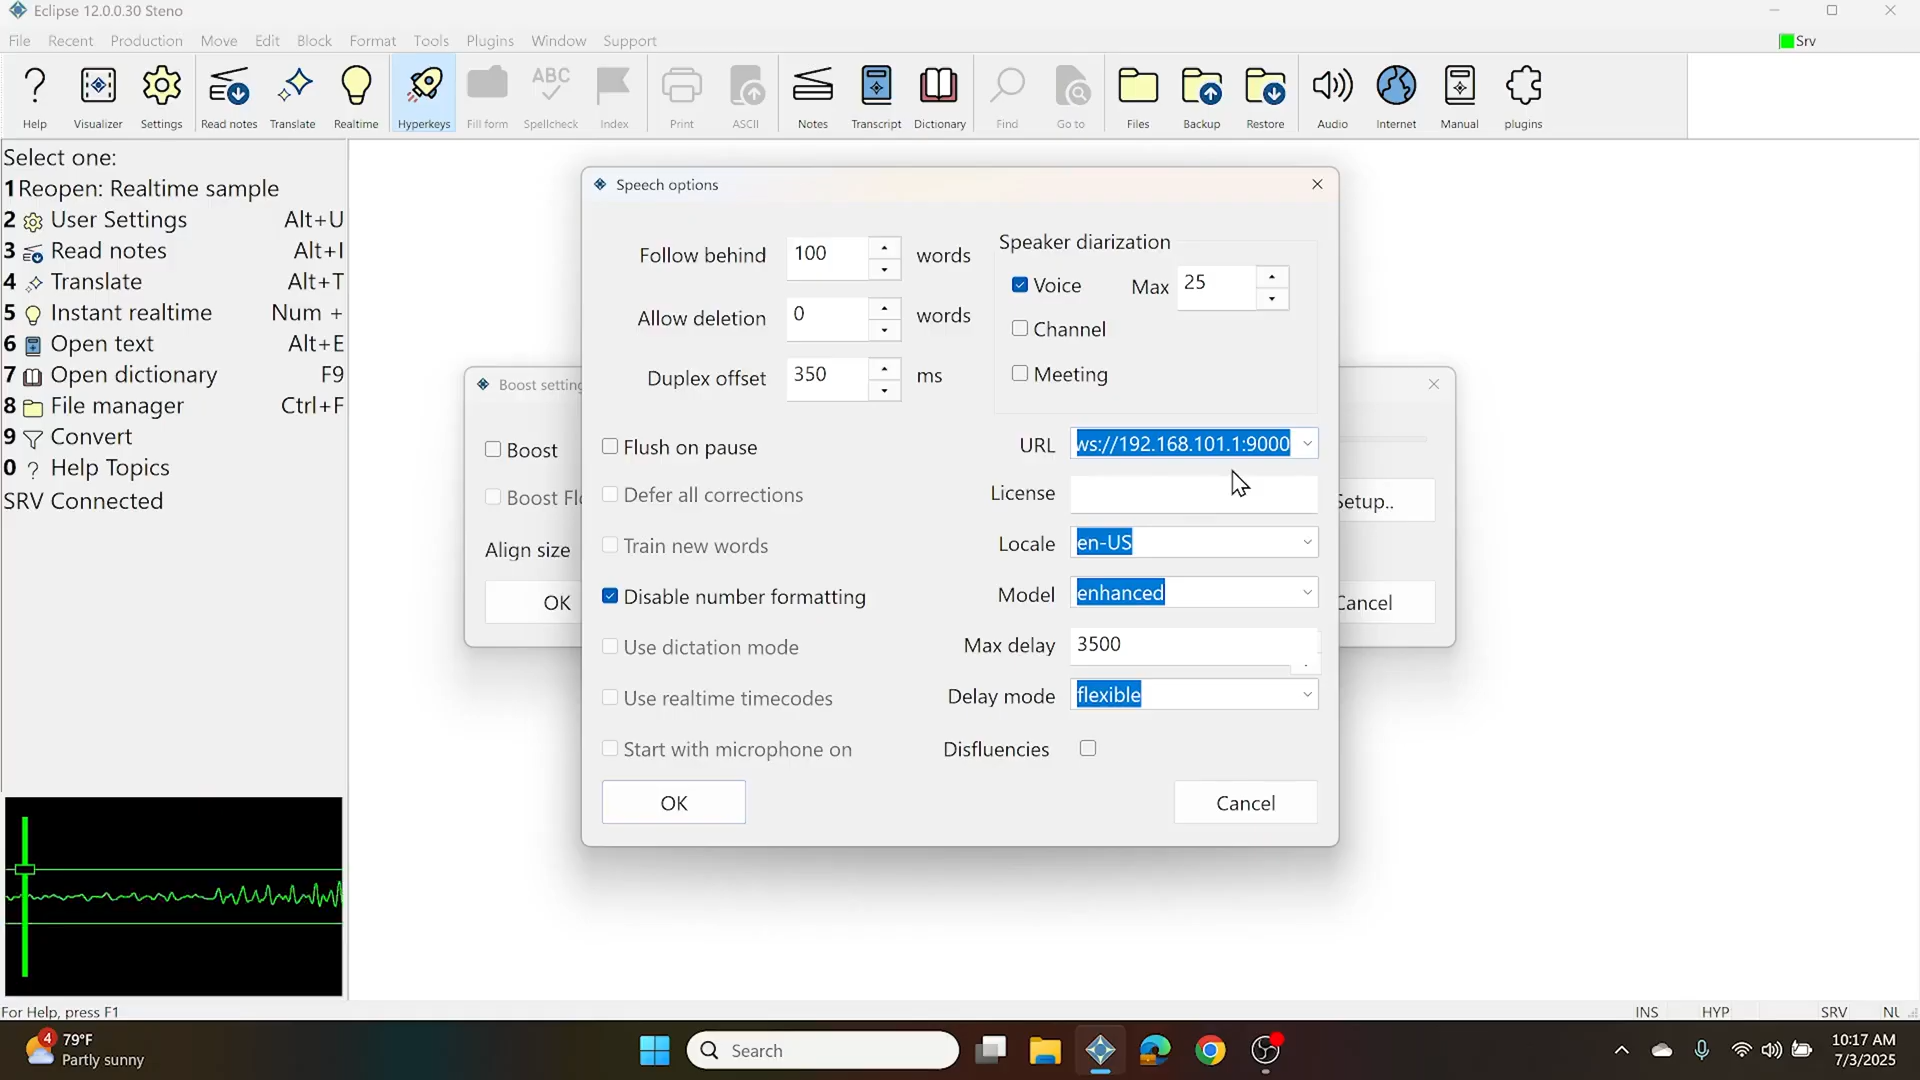 Eclipse 12.0.0.30 Steno
File Recent Production Move Edit Block Format Tools Plugins Window Support
Srv
Help Visualizer Settings Read notes Translate Realtime Hyperkeys Fill form Spellcheck Index Print ASCII Notes Transcript Dictionary Find Go to Files Backup Restore Audio Internet Manual plugins
ABC
Select one:
1Reopen: Realtime sample
2 User Settings Alt+U
3 Read notes Alt+I
4 Translate Alt+T
5 Instant realtime Num +
6 Open text Alt+E
7 Open dictionary F9
8 File manager Ctrl+F
9 Convert
0 ? Help Topics
SRV Connected
Boost setting
Boost
Boost Flo
Align size
OK
Setup..
Cancel
Speech options
Follow behind 100 words
Allow deletion 0 words
Duplex offset 350 ms
Speaker diarization
Voice Max 25
Channel
Meeting
Flush on pause
Defer all corrections
Train new words
Disable number formatting
Use dictation mode
Use realtime timecodes
Start with microphone on
URL ws://192.168.101.1:9000
License
Locale en-US
Model enhanced
Max delay 3500
Delay mode flexible
Disfluencies
OK
Cancel
For Help, press F1
INS HYP SRV NU
4
79°F
Partly sunny
Search
10:17 AM
7/3/2025